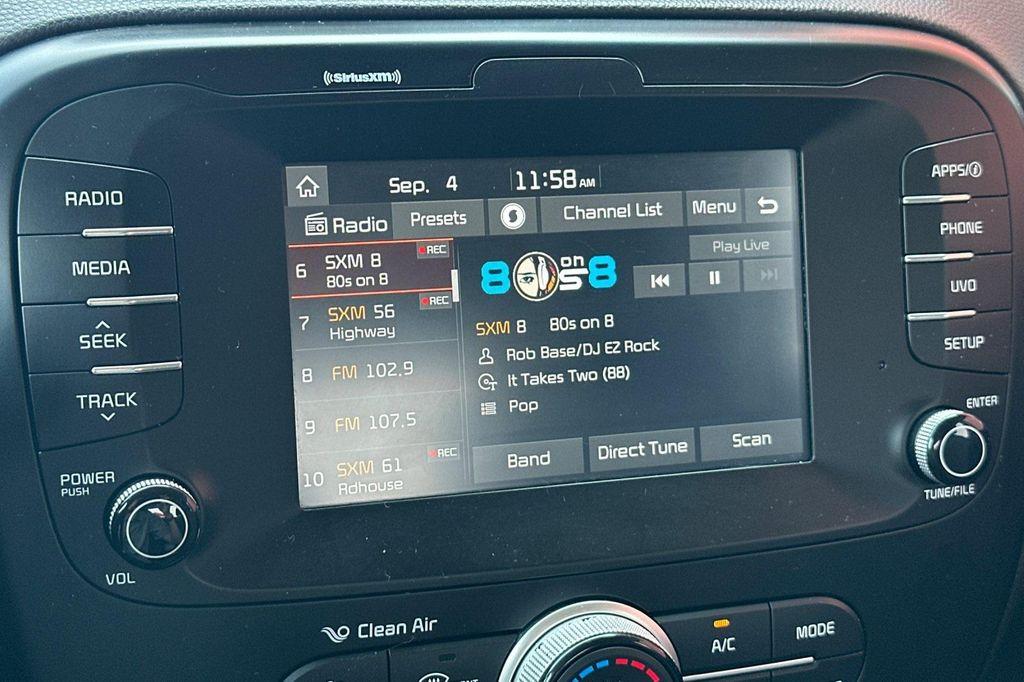 ((SiriusXM))
RADIO
MEDIA
SEEK
TRACK
POWER
PUSH
VOL
Sep. 4
11:58 AM
Radio
Presets
Channel List
Menu
6 SXM 8 REC
80s on 8
7 SXM 56 REC
Highway
8 FM 102.9
9 FM 107.5
10 SXM 61 REC
Rdhouse
8 on 8
Play Live
SXM 8 80s on 8
Rob Base/DJ EZ Rock
It Takes Two (88)
Pop
Band
Direct Tune
Scan
APPS/i
PHONE
UVO
SETUP
ENTER
TUNE/FILE
Clean Air
A/C
MODE